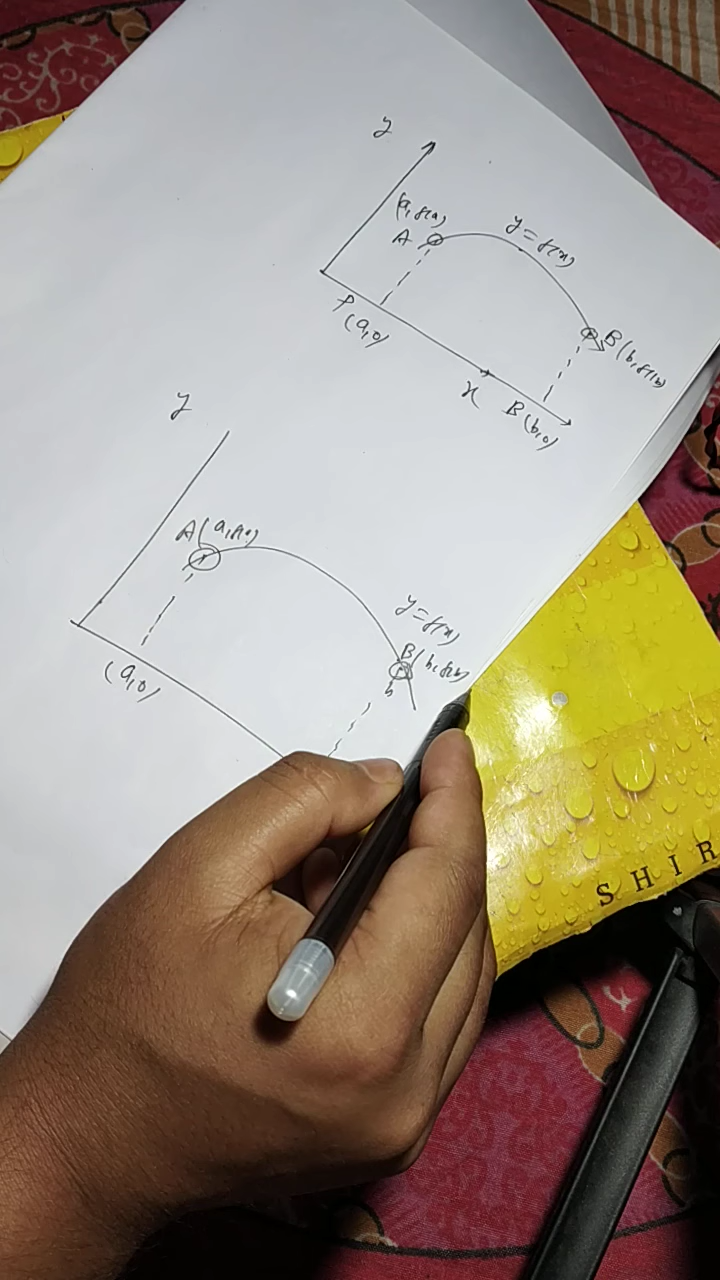 y
(a, f(a))
A
y = f(x)
P
(a, 0)
B (b, f(b))
x
B (b, 0)
y
A (a, f(a))
y = f(x)
B (b, f(b))
b
(a, 0)
SHIR